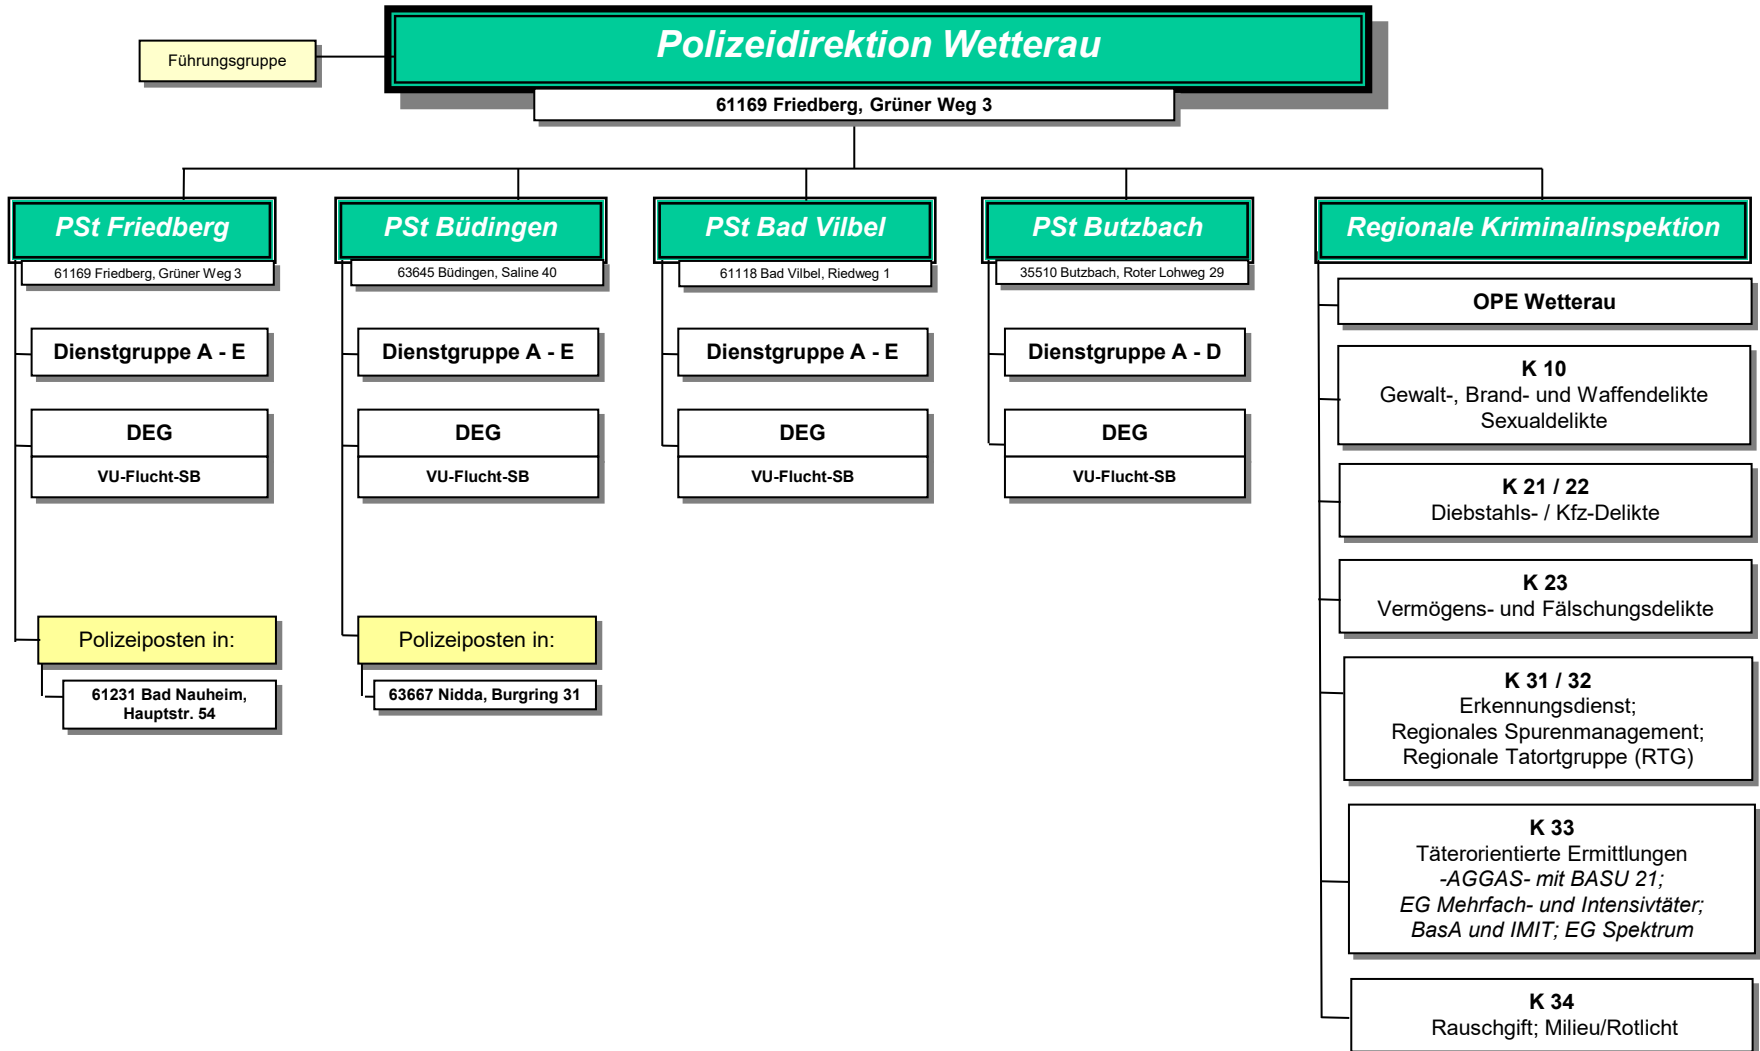 Führungsgruppe
Polizeidirektion Wetterau
61169 Friedberg, Grüner Weg 3
PSt Friedberg
61169 Friedberg, Grüner Weg 3
Dienstgruppe A - E
DEG
VU-Flucht-SB
Polizeiposten in:
61231 Bad Nauheim,
Hauptstr. 54
PSt Büdingen
63645 Büdingen, Saline 40
Dienstgruppe A - E
DEG
VU-Flucht-SB
Polizeiposten in:
63667 Nidda, Burgring 31
PSt Bad Vilbel
61118 Bad Vilbel, Riedweg 1
Dienstgruppe A - E
DEG
VU-Flucht-SB
PSt Butzbach
35510 Butzbach, Roter Lohweg 29
Dienstgruppe A - D
DEG
VU-Flucht-SB
Regionale Kriminalinspektion
OPE Wetterau
K 10
Gewalt-, Brand- und Waffendelikte
Sexualdelikte
K 21 / 22
Diebstahls- / Kfz-Delikte
K 23
Vermögens- und Fälschungsdelikte
K 31 / 32
Erkennungsdienst;
Regionales Spurenmanagement;
Regionale Tatortgruppe (RTG)
K 33
Täterorientierte Ermittlungen
-AGGAS- mit BASU 21;
EG Mehrfach- und Intensivtäter;
BasA und IMIT; EG Spektrum
K 34
Rauschgift; Milieu/Rotlicht